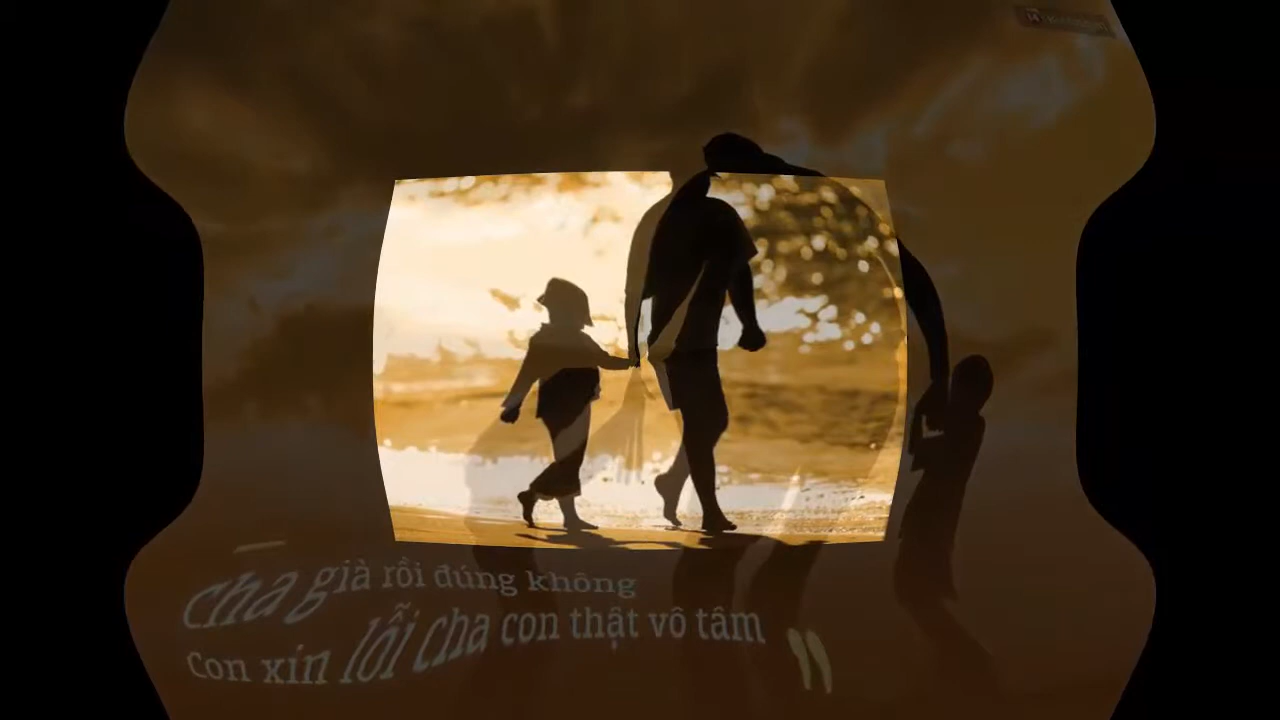 cha già rồi đúng không
Con xin lỗi cha con thật vô tâm